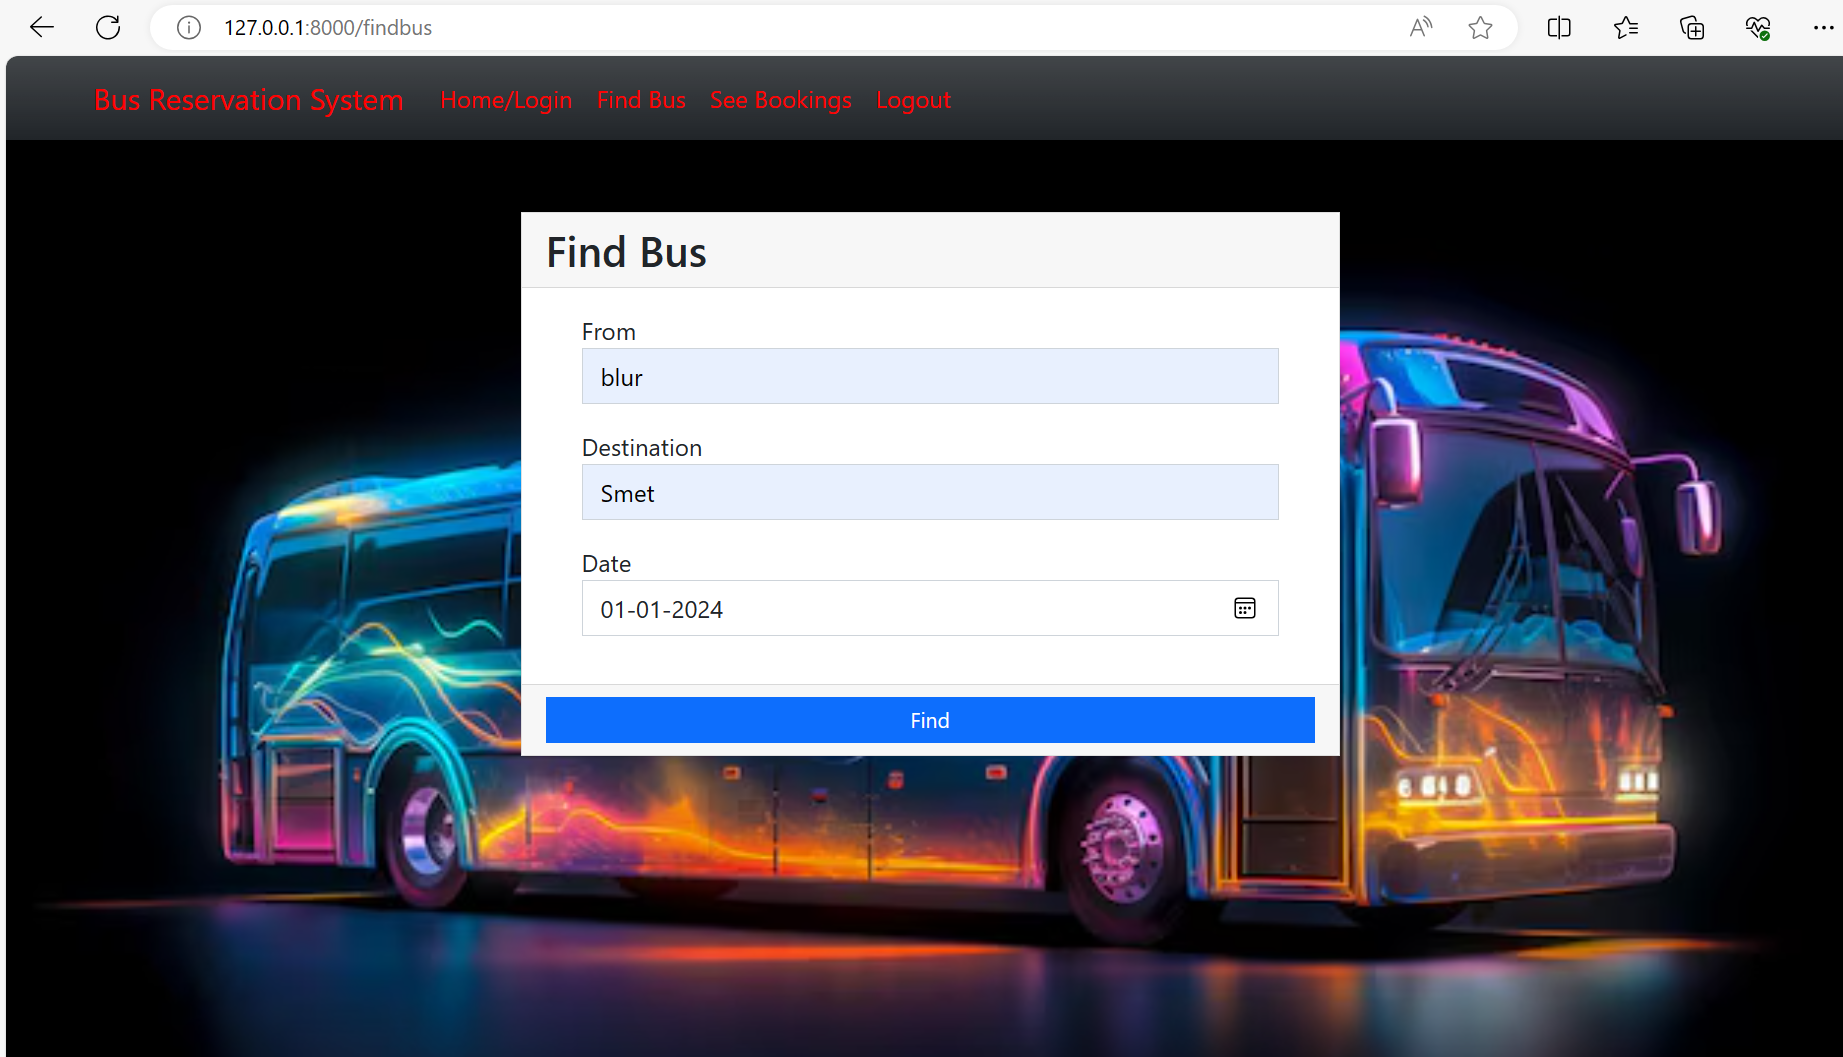 127.0.0.1:8000/findbus
Bus Reservation System Home/Login Find Bus See Bookings Logout
Find Bus
From
blur
Destination
Smet
Date
01-01-2024
Find